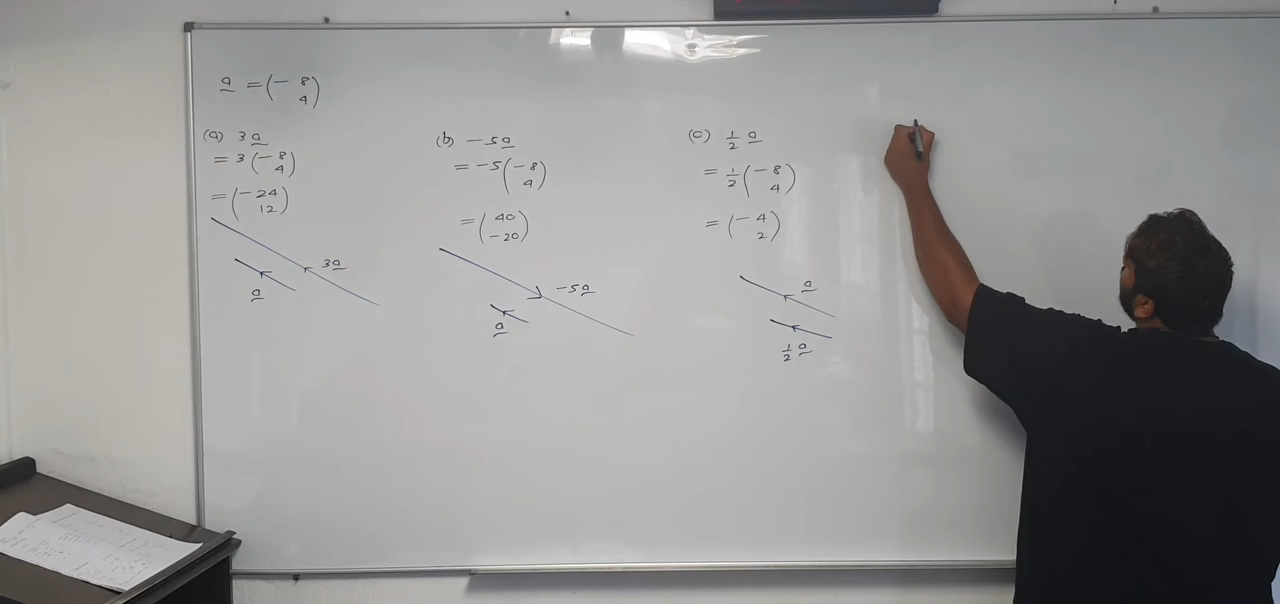 a = (-8 4)
(a) 3a
= 3(-8 4)
= (-24 12)
3a
a
(b) -5a
= -5(-8 4)
= (40 -20)
-5a
a
(c) 1/2 a
= 1/2(-8 4)
= (-4 2)
a
1/2 a